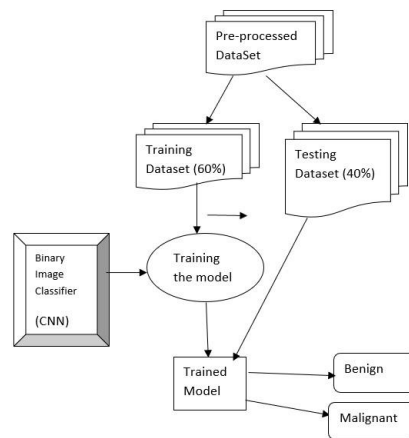 Pre-processed
DataSet
Training
Dataset (60%)
Testing
Dataset (40%)
Binary
Image
Classifier
(CNN)
Training
the model
Trained
Model
Benign
Malignant